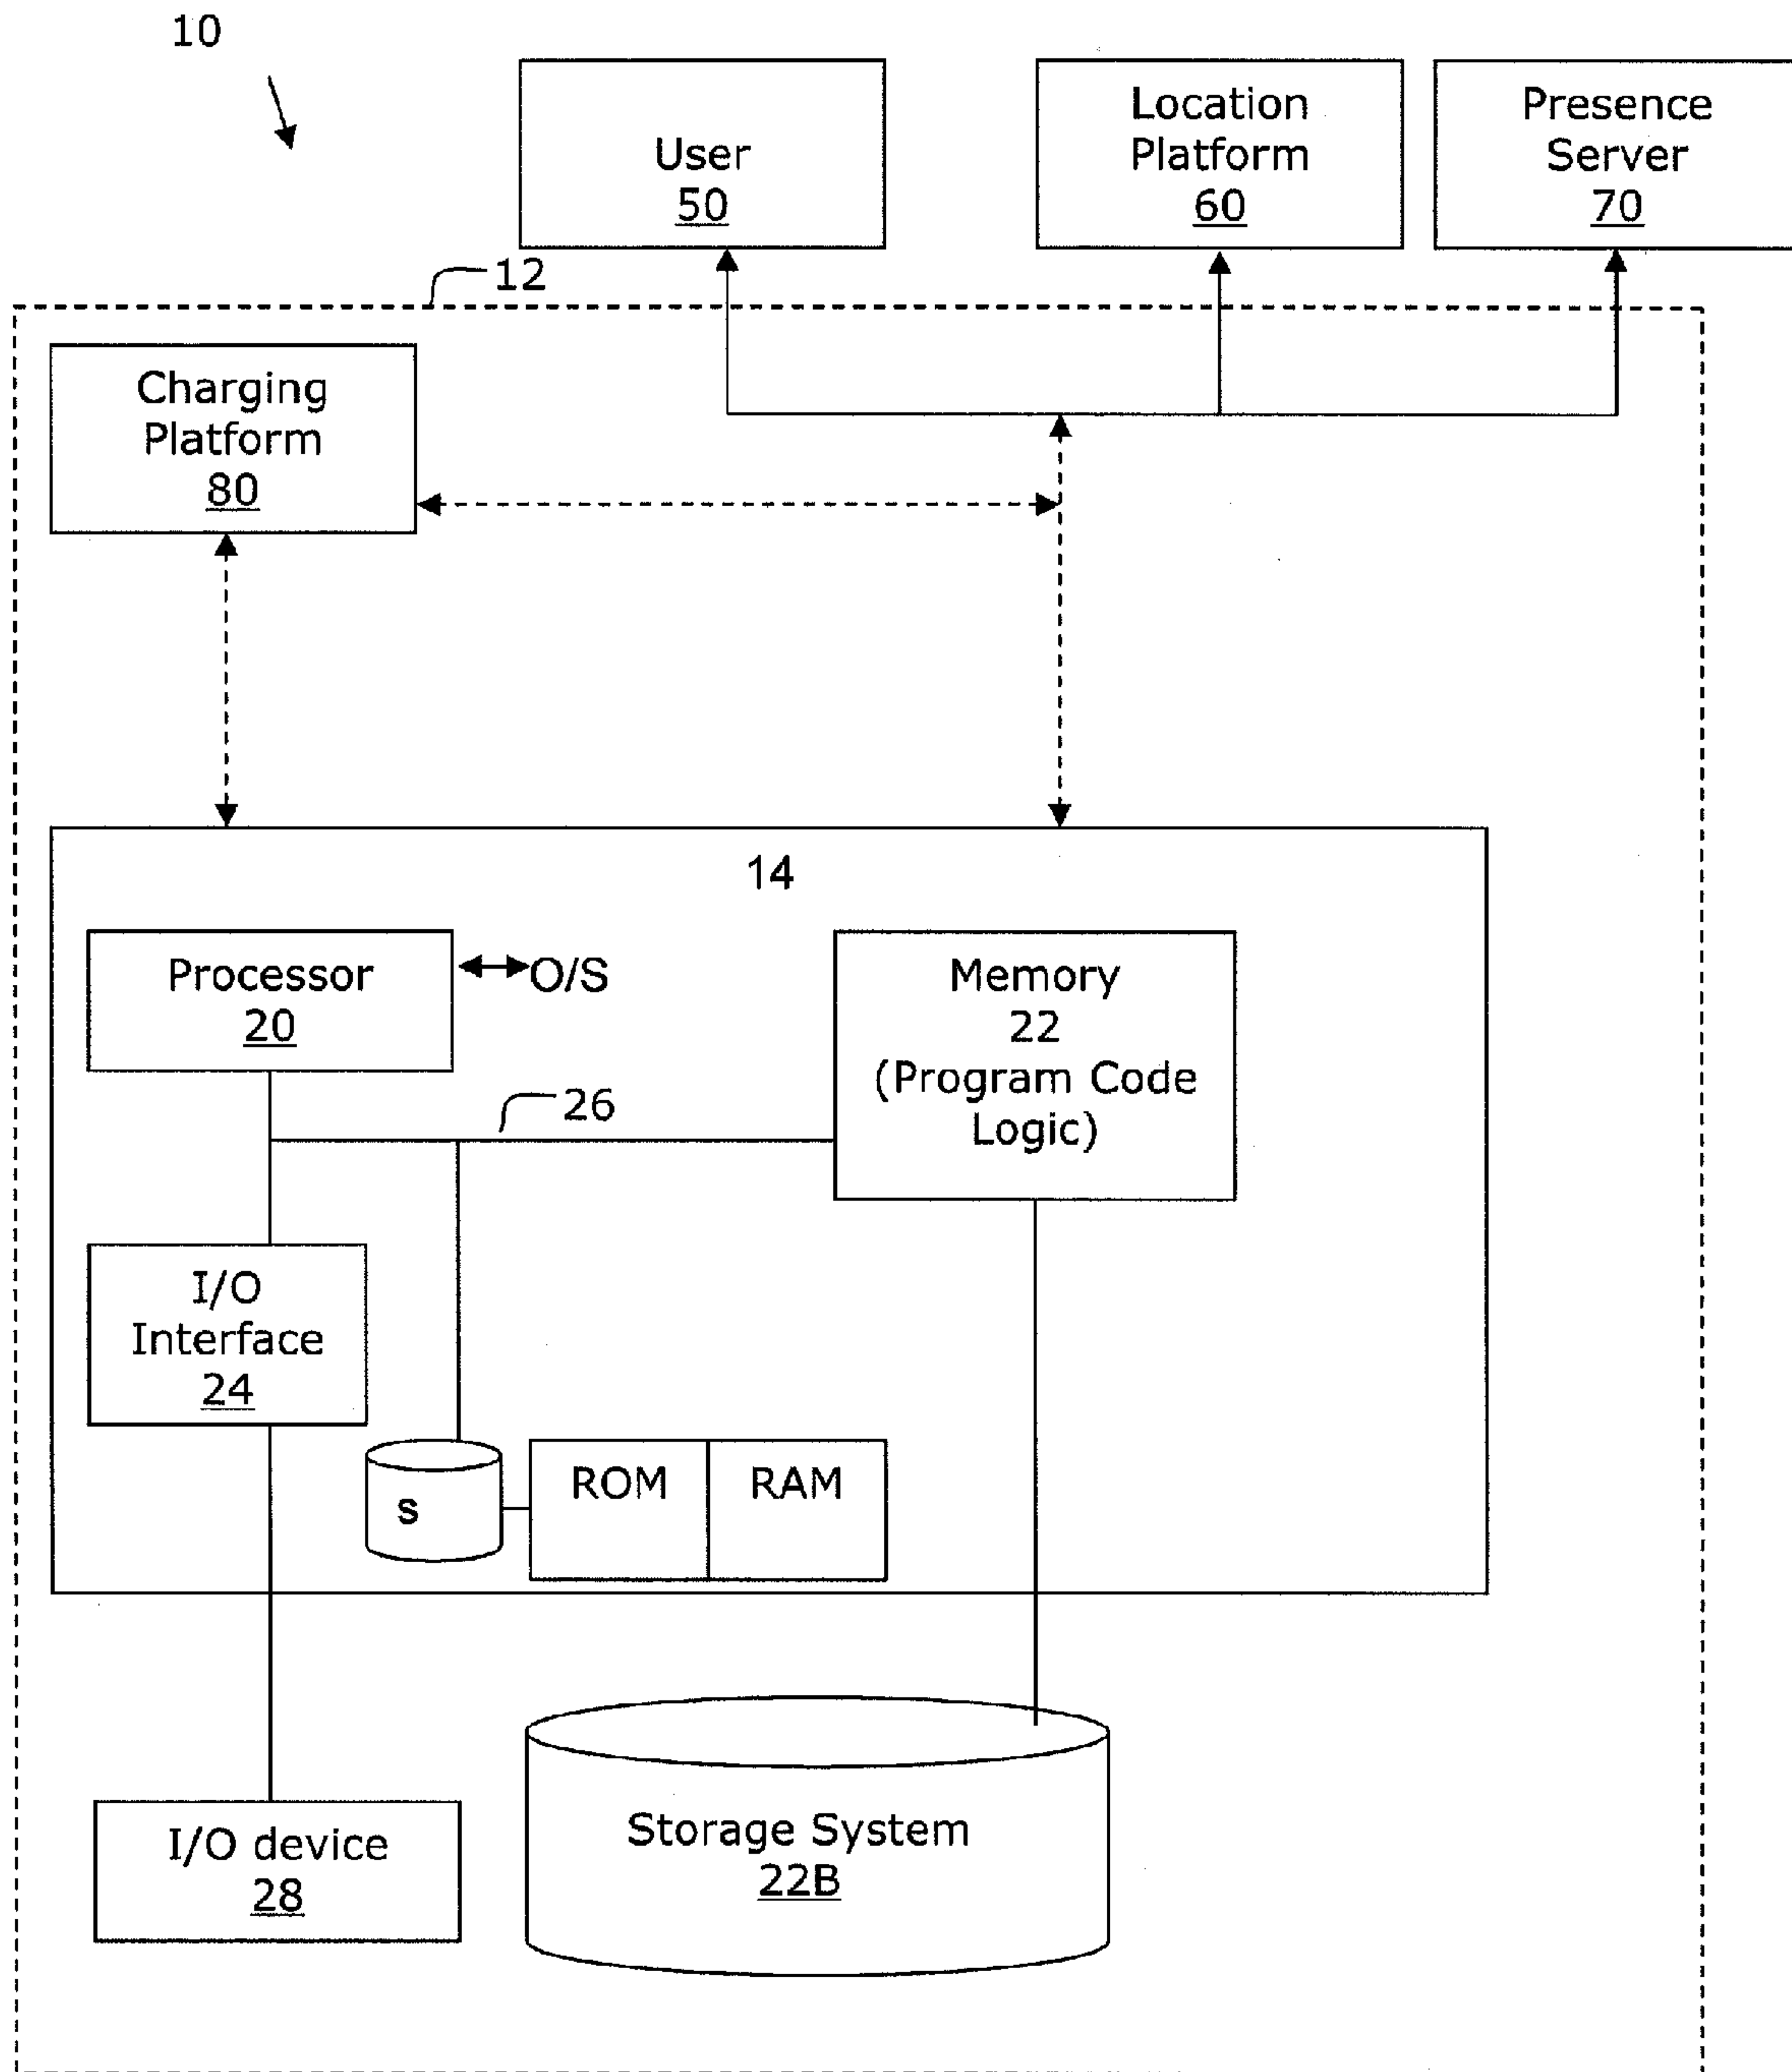 10
User
50
Location
Platform
60
Presence
Server
70
12
Charging
Platform
80
14
Processor
20
O/S
Memory
22
(Program Code
Logic)
26
I/O
Interface
24
S
ROM
RAM
I/O device
28
Storage System
22B